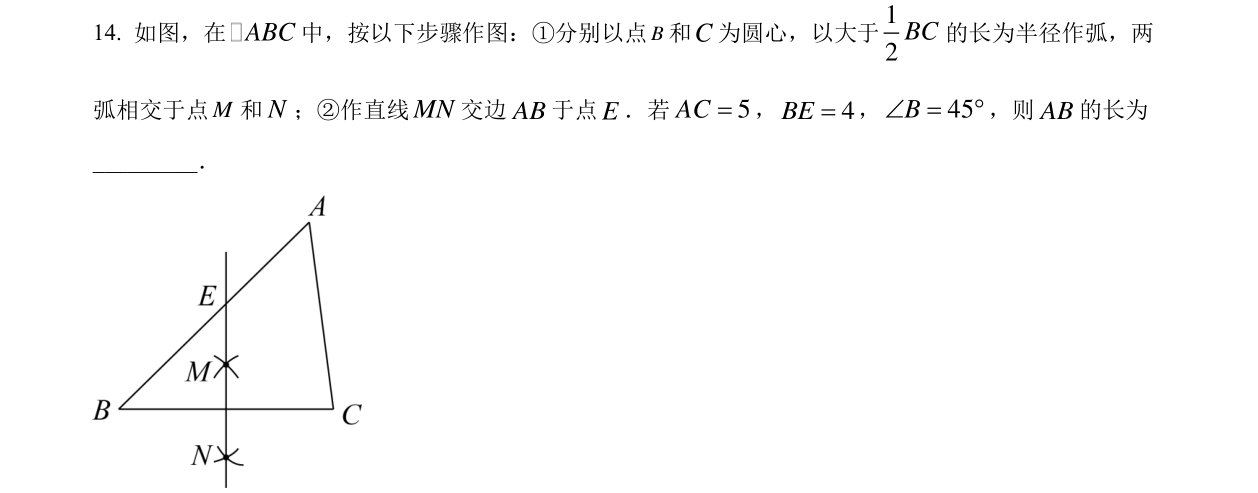 14. 如图，在□ABC 中，按以下步骤作图：①分别以点 B 和 C 为圆心，以大于 1/2 BC 的长为半径作弧，两
弧相交于点 M 和 N ；②作直线 MN 交边 AB 于点 E ．若 AC = 5， BE = 4， ∠B = 45°，则 AB 的长为
_________．
A
E
M
B
C
N